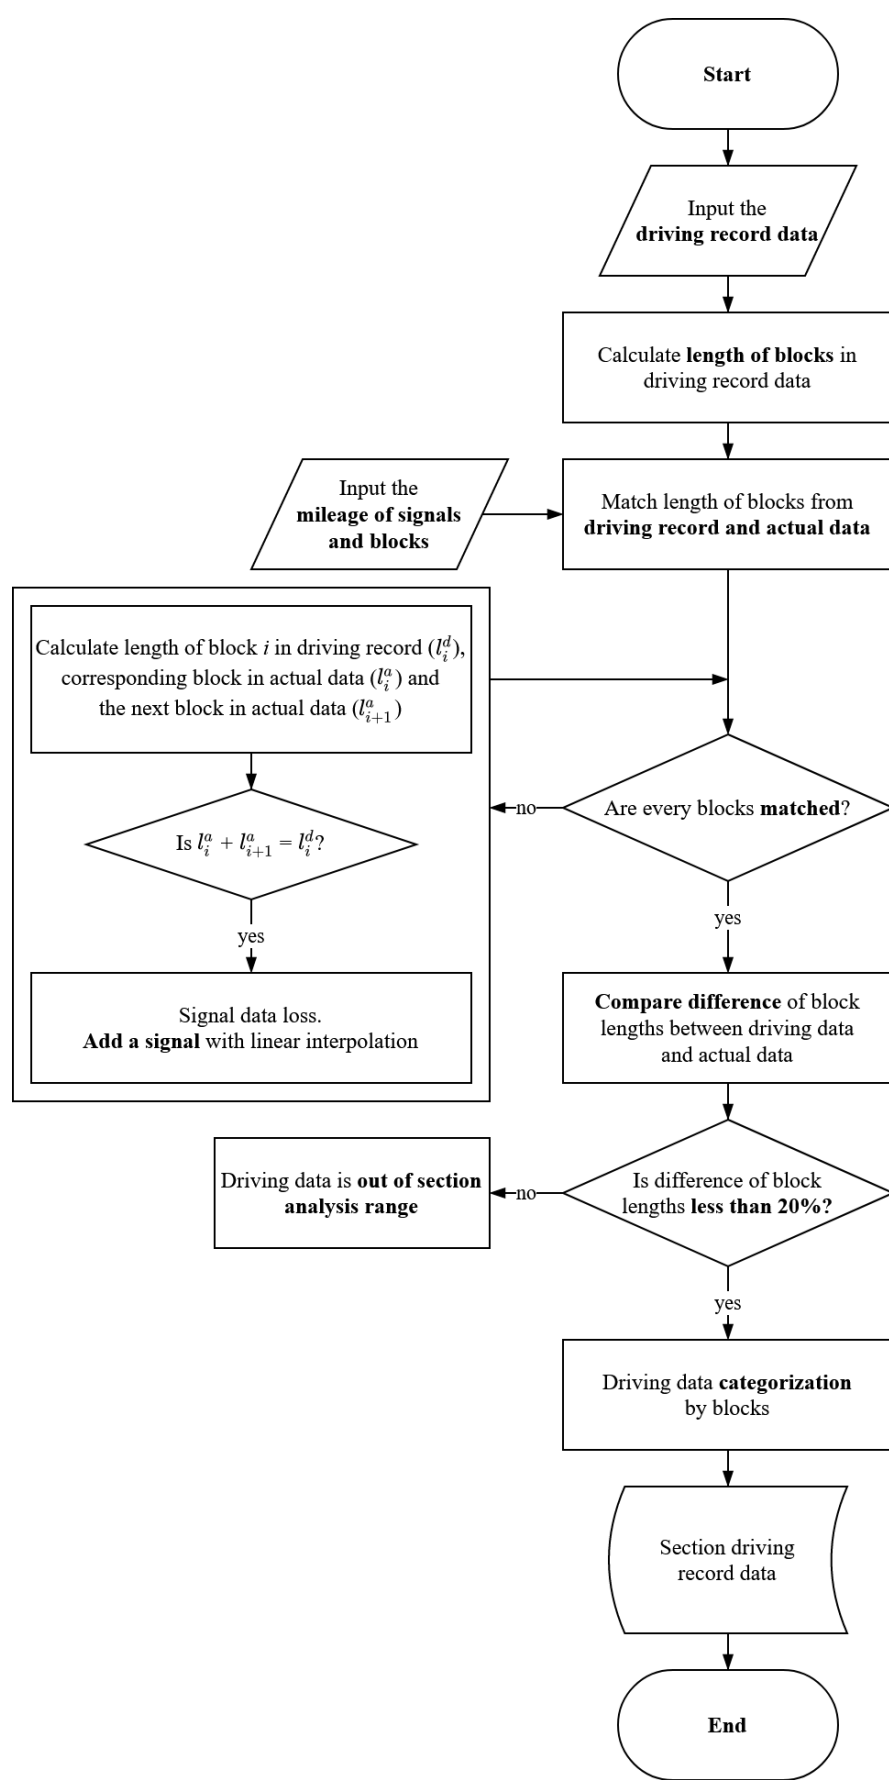 Start
Input the
driving record data
Calculate length of blocks in
driving record data
Input the
mileage of signals
and blocks
Match length of blocks from
driving record and actual data
Calculate length of block i in driving record (l_i^d),
corresponding block in actual data (l_i^a) and
the next block in actual data (l_{i+1}^a)
Is l_i^a + l_{i+1}^a = l_i^d?
yes
Signal data loss.
Add a signal with linear interpolation
Are every blocks matched?
no
yes
Compare difference of block
lengths between driving data
and actual data
Is difference of block
lengths less than 20%?
no
Driving data is out of section
analysis range
yes
Driving data categorization
by blocks
Section driving
record data
End